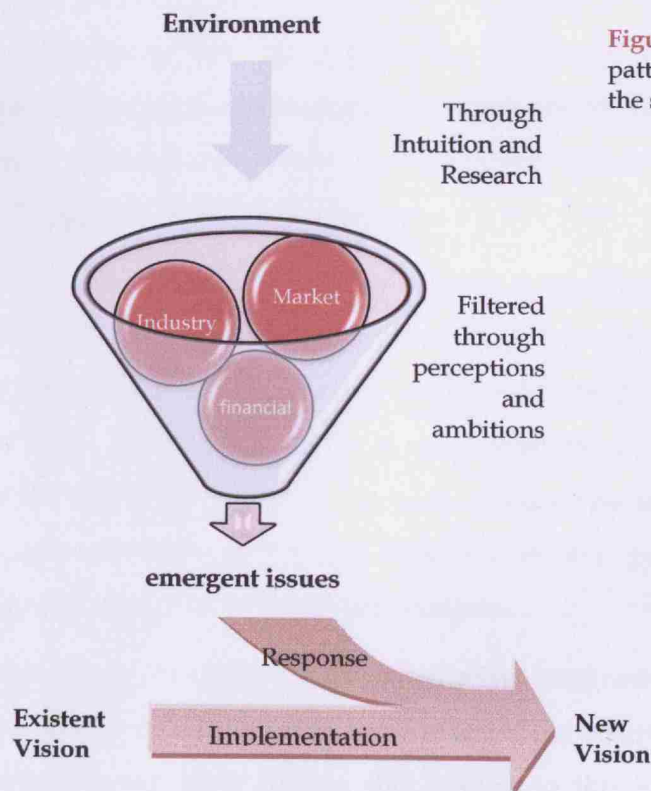 Environment
Figu
patt
the s
Through
Intuition and
Research
Market
Industry
financial
Filtered
through
perceptions
and
ambitions
emergent issues
Response
Existent
Vision
Implementation
New
Vision